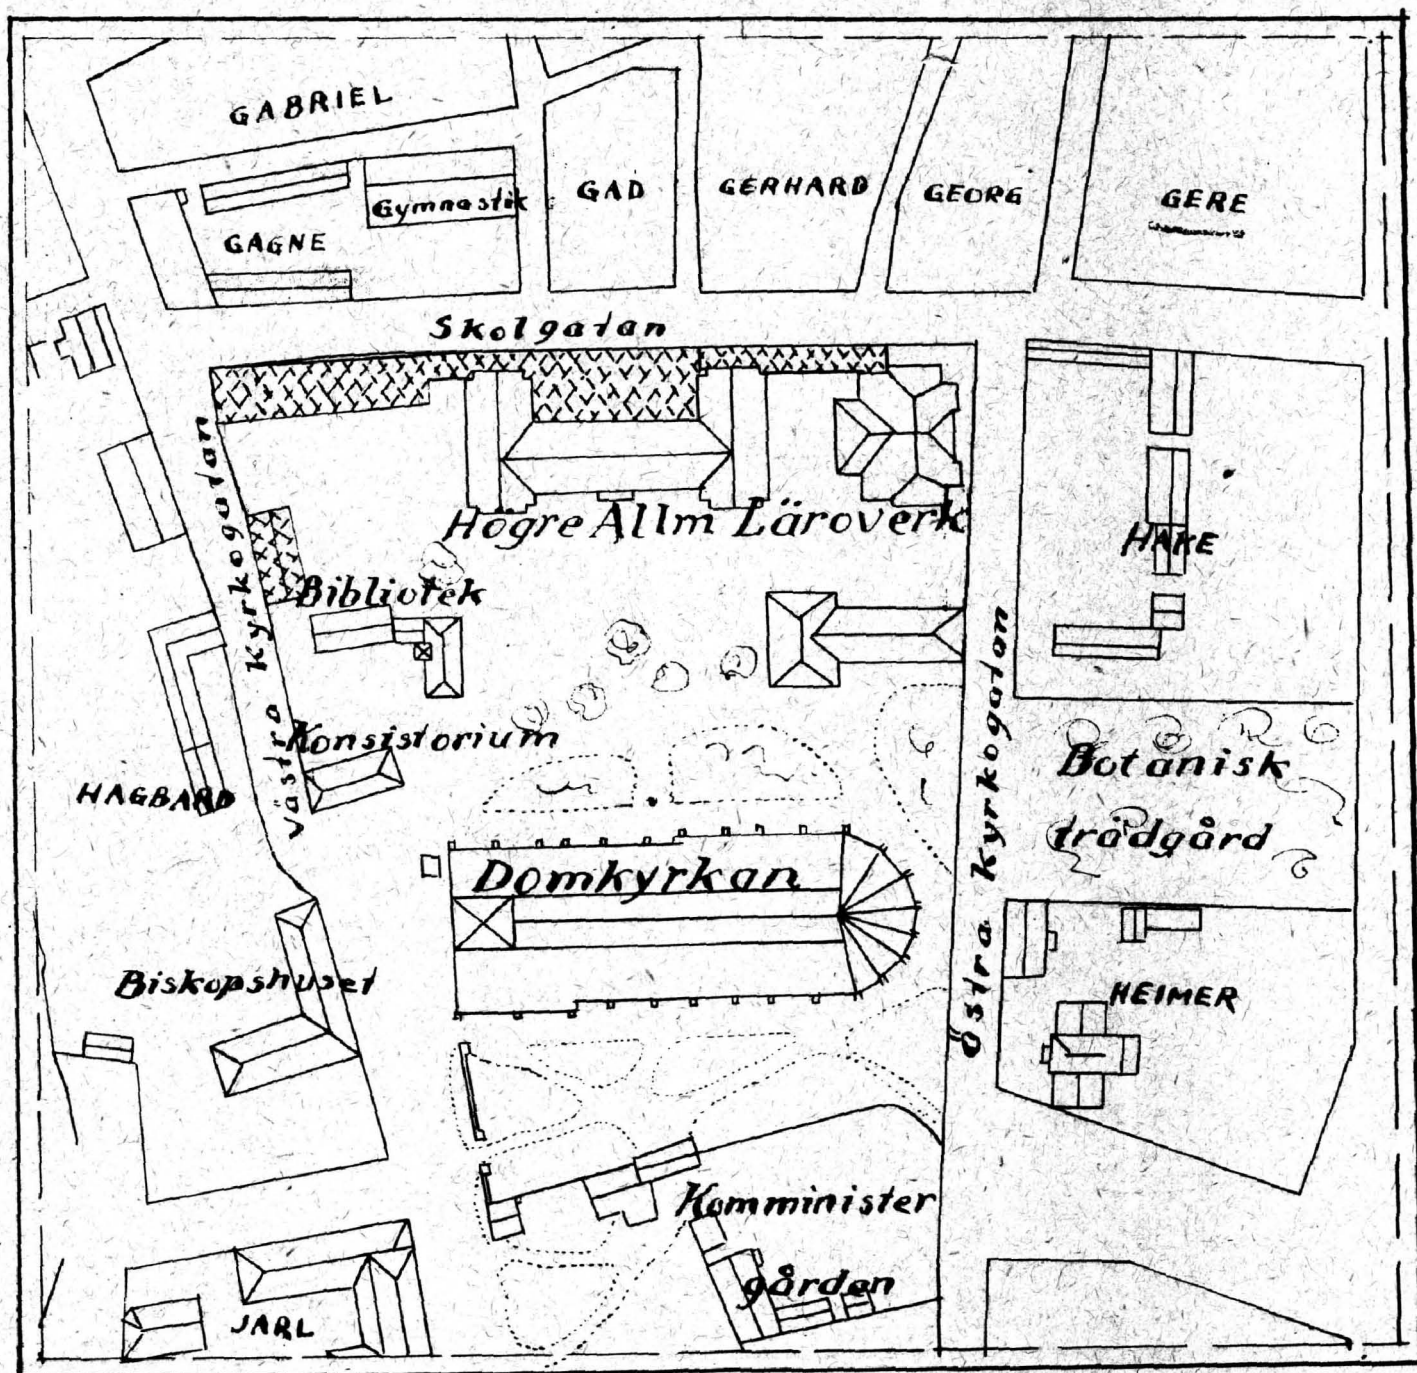 GABRIEL
Gymnastik
GAD
GERHARD
GEORG
GERE
GAGNE
Skolgatan
Västra Kyrkogatan
Högre Allm Läroverk
HAKE
Bibliotek
Konsistorium
HAGBARD
Botanisk
trädgård
Domkyrkan
Östra Kyrkogatan
Biskopshuset
HEIMER
Komminister
gården
JARL